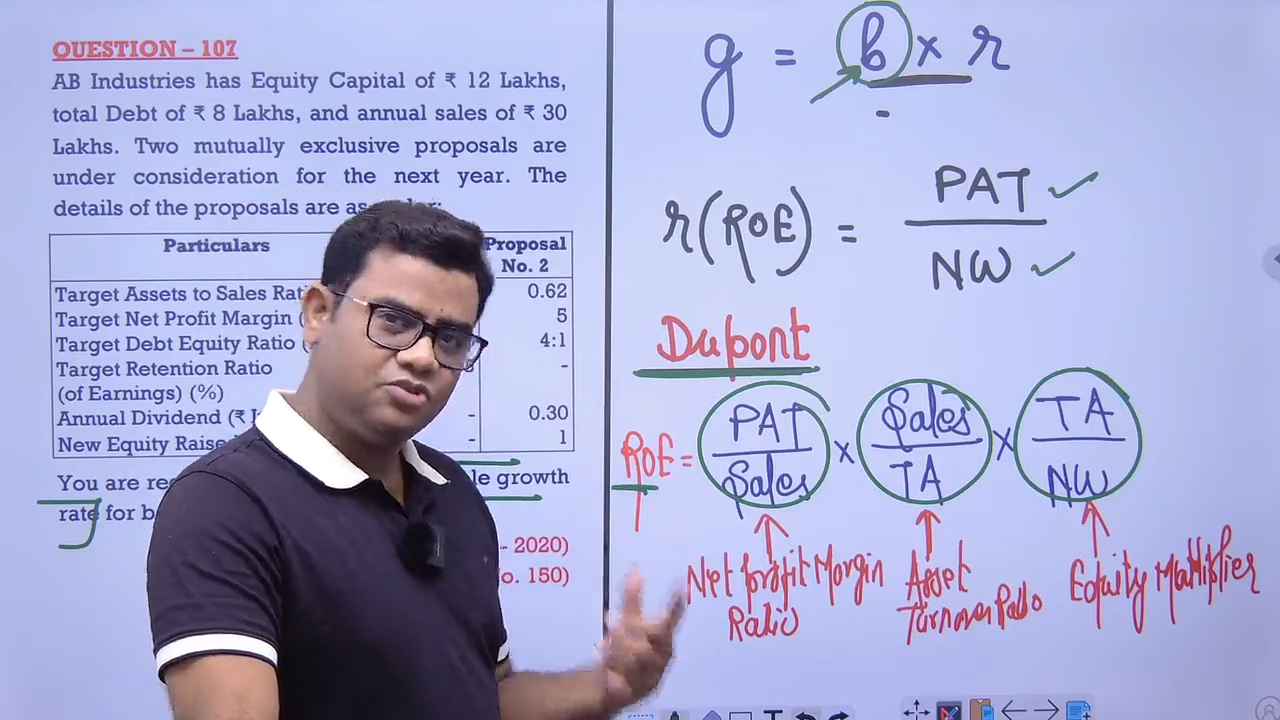 QUESTION – 107
AB Industries has Equity Capital of ₹ 12 Lakhs,
total Debt of ₹ 8 Lakhs, and annual sales of ₹ 30
Lakhs. Two mutually exclusive proposals are
under consideration for the next year. The
details of the proposals are as
Particulars
Proposal
No. 2
Target Assets to Sales 0.62
Target Net Profit Margin 5
Target Debt Equity Ratio 4:1
Target Retention Ratio
(of Earnings) (%) -
Annual Dividend (₹ - 0.30
New Equity - 1
You are growth
rate for
- 2020)
o. 150)
g = b x r
r (ROE) = PAT / NW
Dupont
ROE = PAT / Sales x Sales / TA x TA / NW
Net Profit Margin
Ratio
Asset
Turnover Ratio
Equity Multiplier